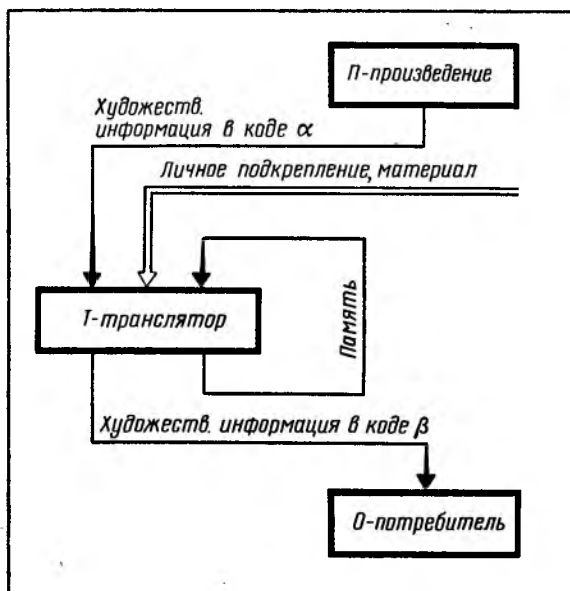 П-произведение
Художеств.
информация в коде α
Личное подкрепление, материал
Т-транслятор
Память
Художеств. информация в коде β
О-потребитель